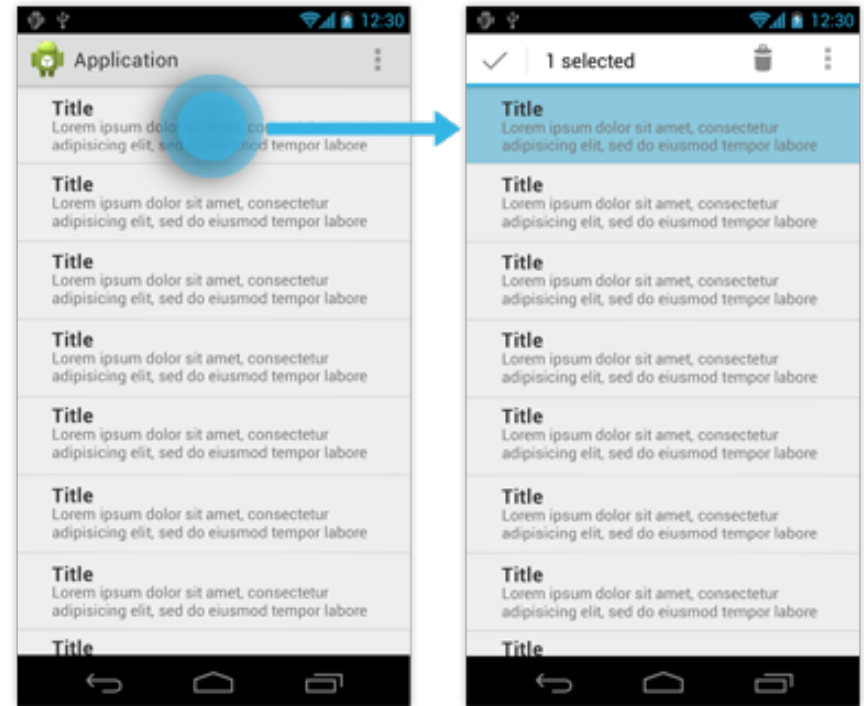 12:30
Application
Title
Lorem ipsum sit amet,
adipisicing elit, tempor labore
Title
Lorem ipsum dolor sit amet, consectetur
adipisicing elit, sed do eiusmod tempor labore
Title
Lorem ipsum dolor sit amet, consectetur
adipisicing elit, sed do eiusmod tempor labore
Title
Lorem ipsum dolor sit amet, consectetur
adipisicing elit, sed do eiusmod tempor labore
Title
Lorem ipsum dolor sit amet, consectetur
adipisicing elit, sed do eiusmod tempor labore
Title
Lorem ipsum dolor sit amet, consectetur
adipisicing elit, sed do eiusmod tempor labore
Title
Lorem ipsum dolor sit amet, consectetur
adipisicing elit, sed do eiusmod tempor labore
Title
12:30
1 selected
Title
Lorem ipsum dolor sit amet, consectetur
adipisicing elit, sed do eiusmod tempor labore
Title
Lorem ipsum dolor sit amet, consectetur
adipisicing elit, sed do eiusmod tempor labore
Title
Lorem ipsum dolor sit amet, consectetur
adipisicing elit, sed do eiusmod tempor labore
Title
Lorem ipsum dolor sit amet, consectetur
adipisicing elit, sed do eiusmod tempor labore
Title
Lorem ipsum dolor sit amet, consectetur
adipisicing elit, sed do eiusmod tempor labore
Title
Lorem ipsum dolor sit amet, consectetur
adipisicing elit, sed do eiusmod tempor labore
Title
Lorem ipsum dolor sit amet, consectetur
adipisicing elit, sed do eiusmod tempor labore
Title